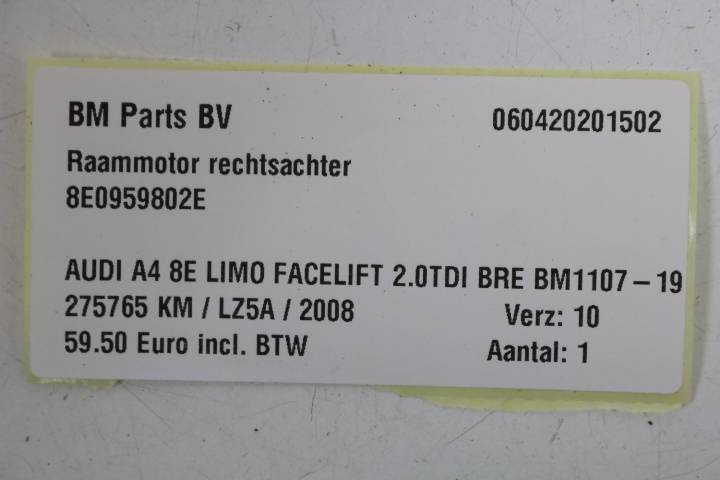 BM Parts BV 060420201502
Raammotor rechtsachter
8E0959802E
AUDI A4 8E LIMO FACELIFT 2.0TDI BRE BM1107-19
275765 KM / LZ5A / 2008 Verz: 10
59.50 Euro incl. BTW Aantal: 1